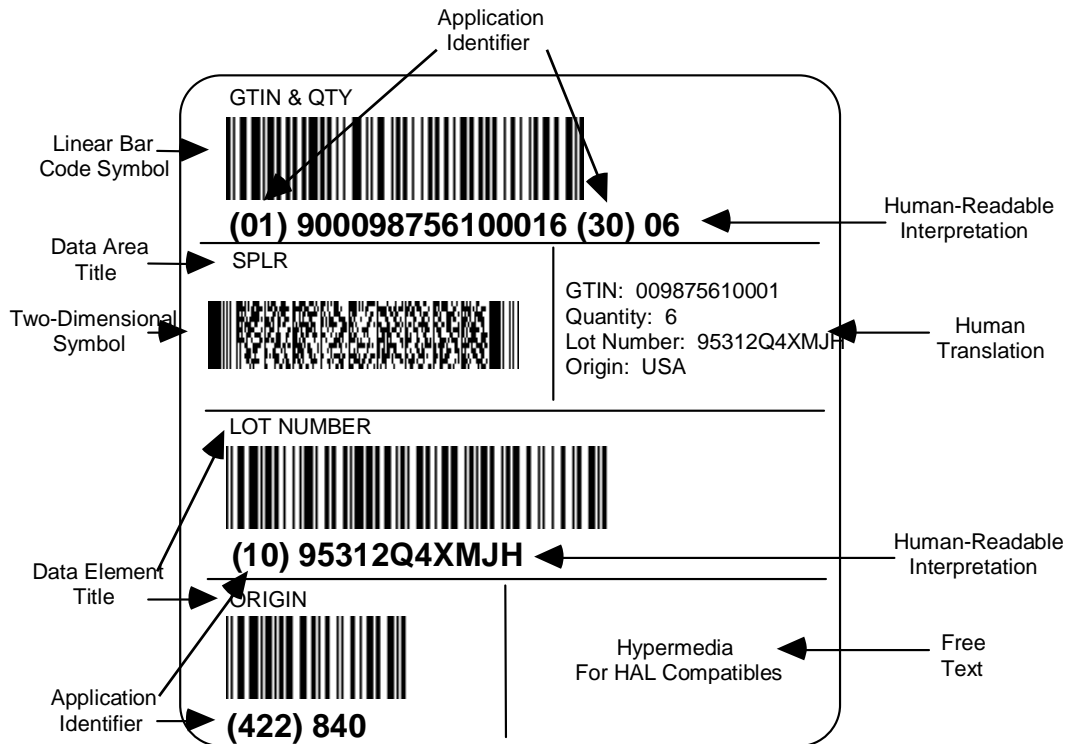 Application
Identifier
GTIN & QTY
Linear Bar
Code Symbol
(01) 900098756100016 (30) 06
Human-Readable
Interpretation
Data Area
Title
SPLR
Two-Dimensional
Symbol
GTIN: 009875610001
Quantity: 6
Lot Number: 95312Q4XMJH
Origin: USA
Human
Translation
LOT NUMBER
(10) 95312Q4XMJH
Human-Readable
Interpretation
Data Element
Title
ORIGIN
Hypermedia
For HAL Compatibles
Free
Text
Application
Identifier
(422) 840